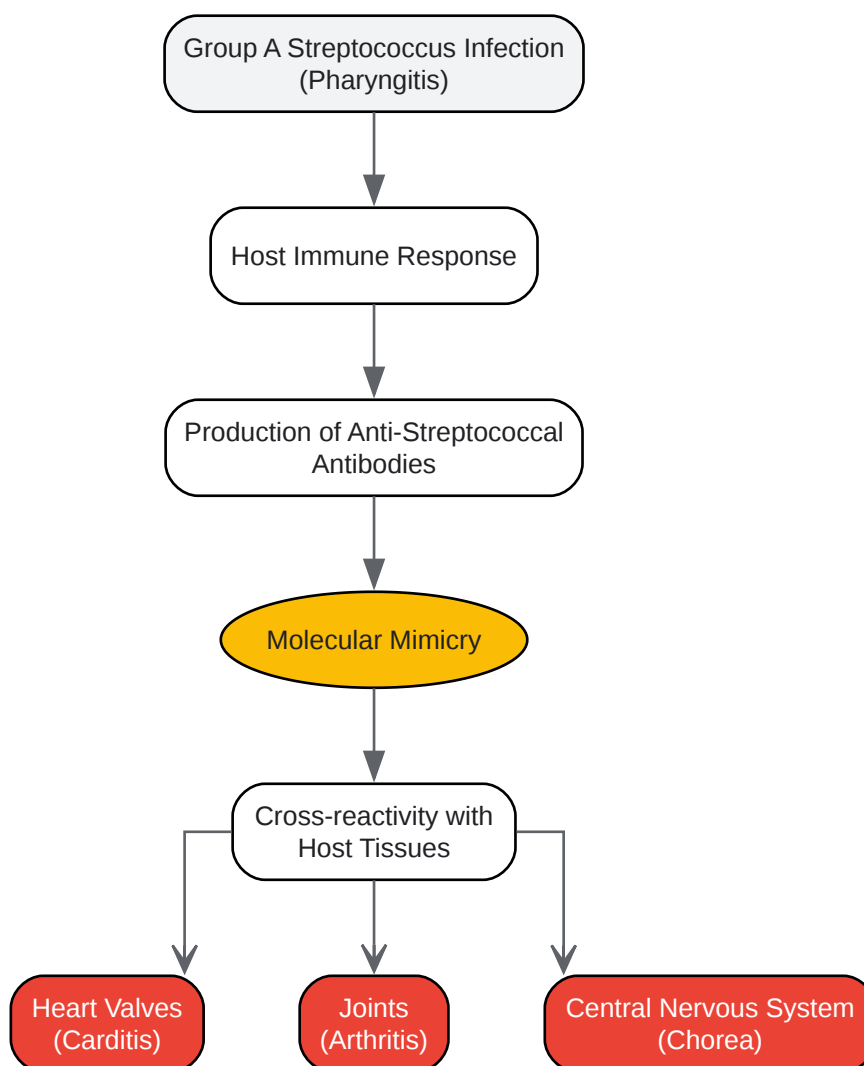 Group A Streptococcus Infection
(Pharyngitis)
Host Immune Response
Production of Anti-Streptococcal
Antibodies
Molecular Mimicry
Cross-reactivity with
Host Tissues
Heart Valves
(Carditis)
Joints
(Arthritis)
Central Nervous System
(Chorea)